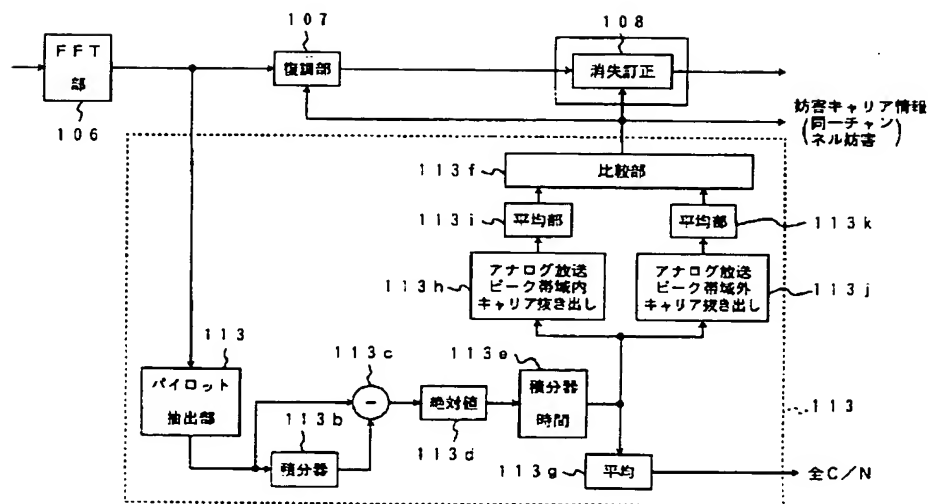 107
108
FFT
部
復調部
消失訂正
106
妨害キャリア情報
(同一チャン
ネル妨害)
113f
比較部
113i
平均部
平均部
113k
113h
アナログ放送
ピーク帯域内
キャリア抜き出し
アナログ放送
ピーク帯域外
キャリア抜き出し
113j
113
113c
113e
パイロット
抽出部
113b
−
絶対値
積分器
時間
113
積分器
113d
113g
平均
全C/N